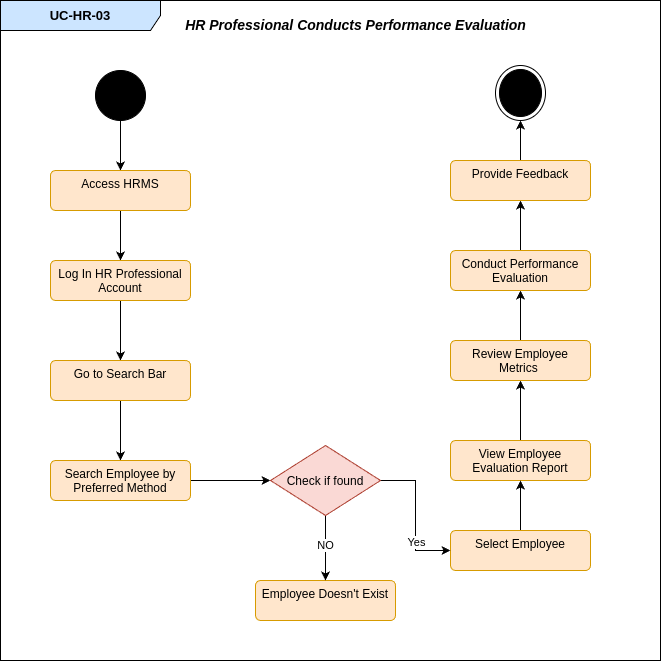 UC-HR-03
HR Professional Conducts Performance Evaluation
Access HRMS
Log In HR Professional
Account
Go to Search Bar
Search Employee by
Preferred Method
Check if found
NO
Employee Doesn't Exist
Yes
Select Employee
View Employee
Evaluation Report
Review Employee
Metrics
Conduct Performance
Evaluation
Provide Feedback